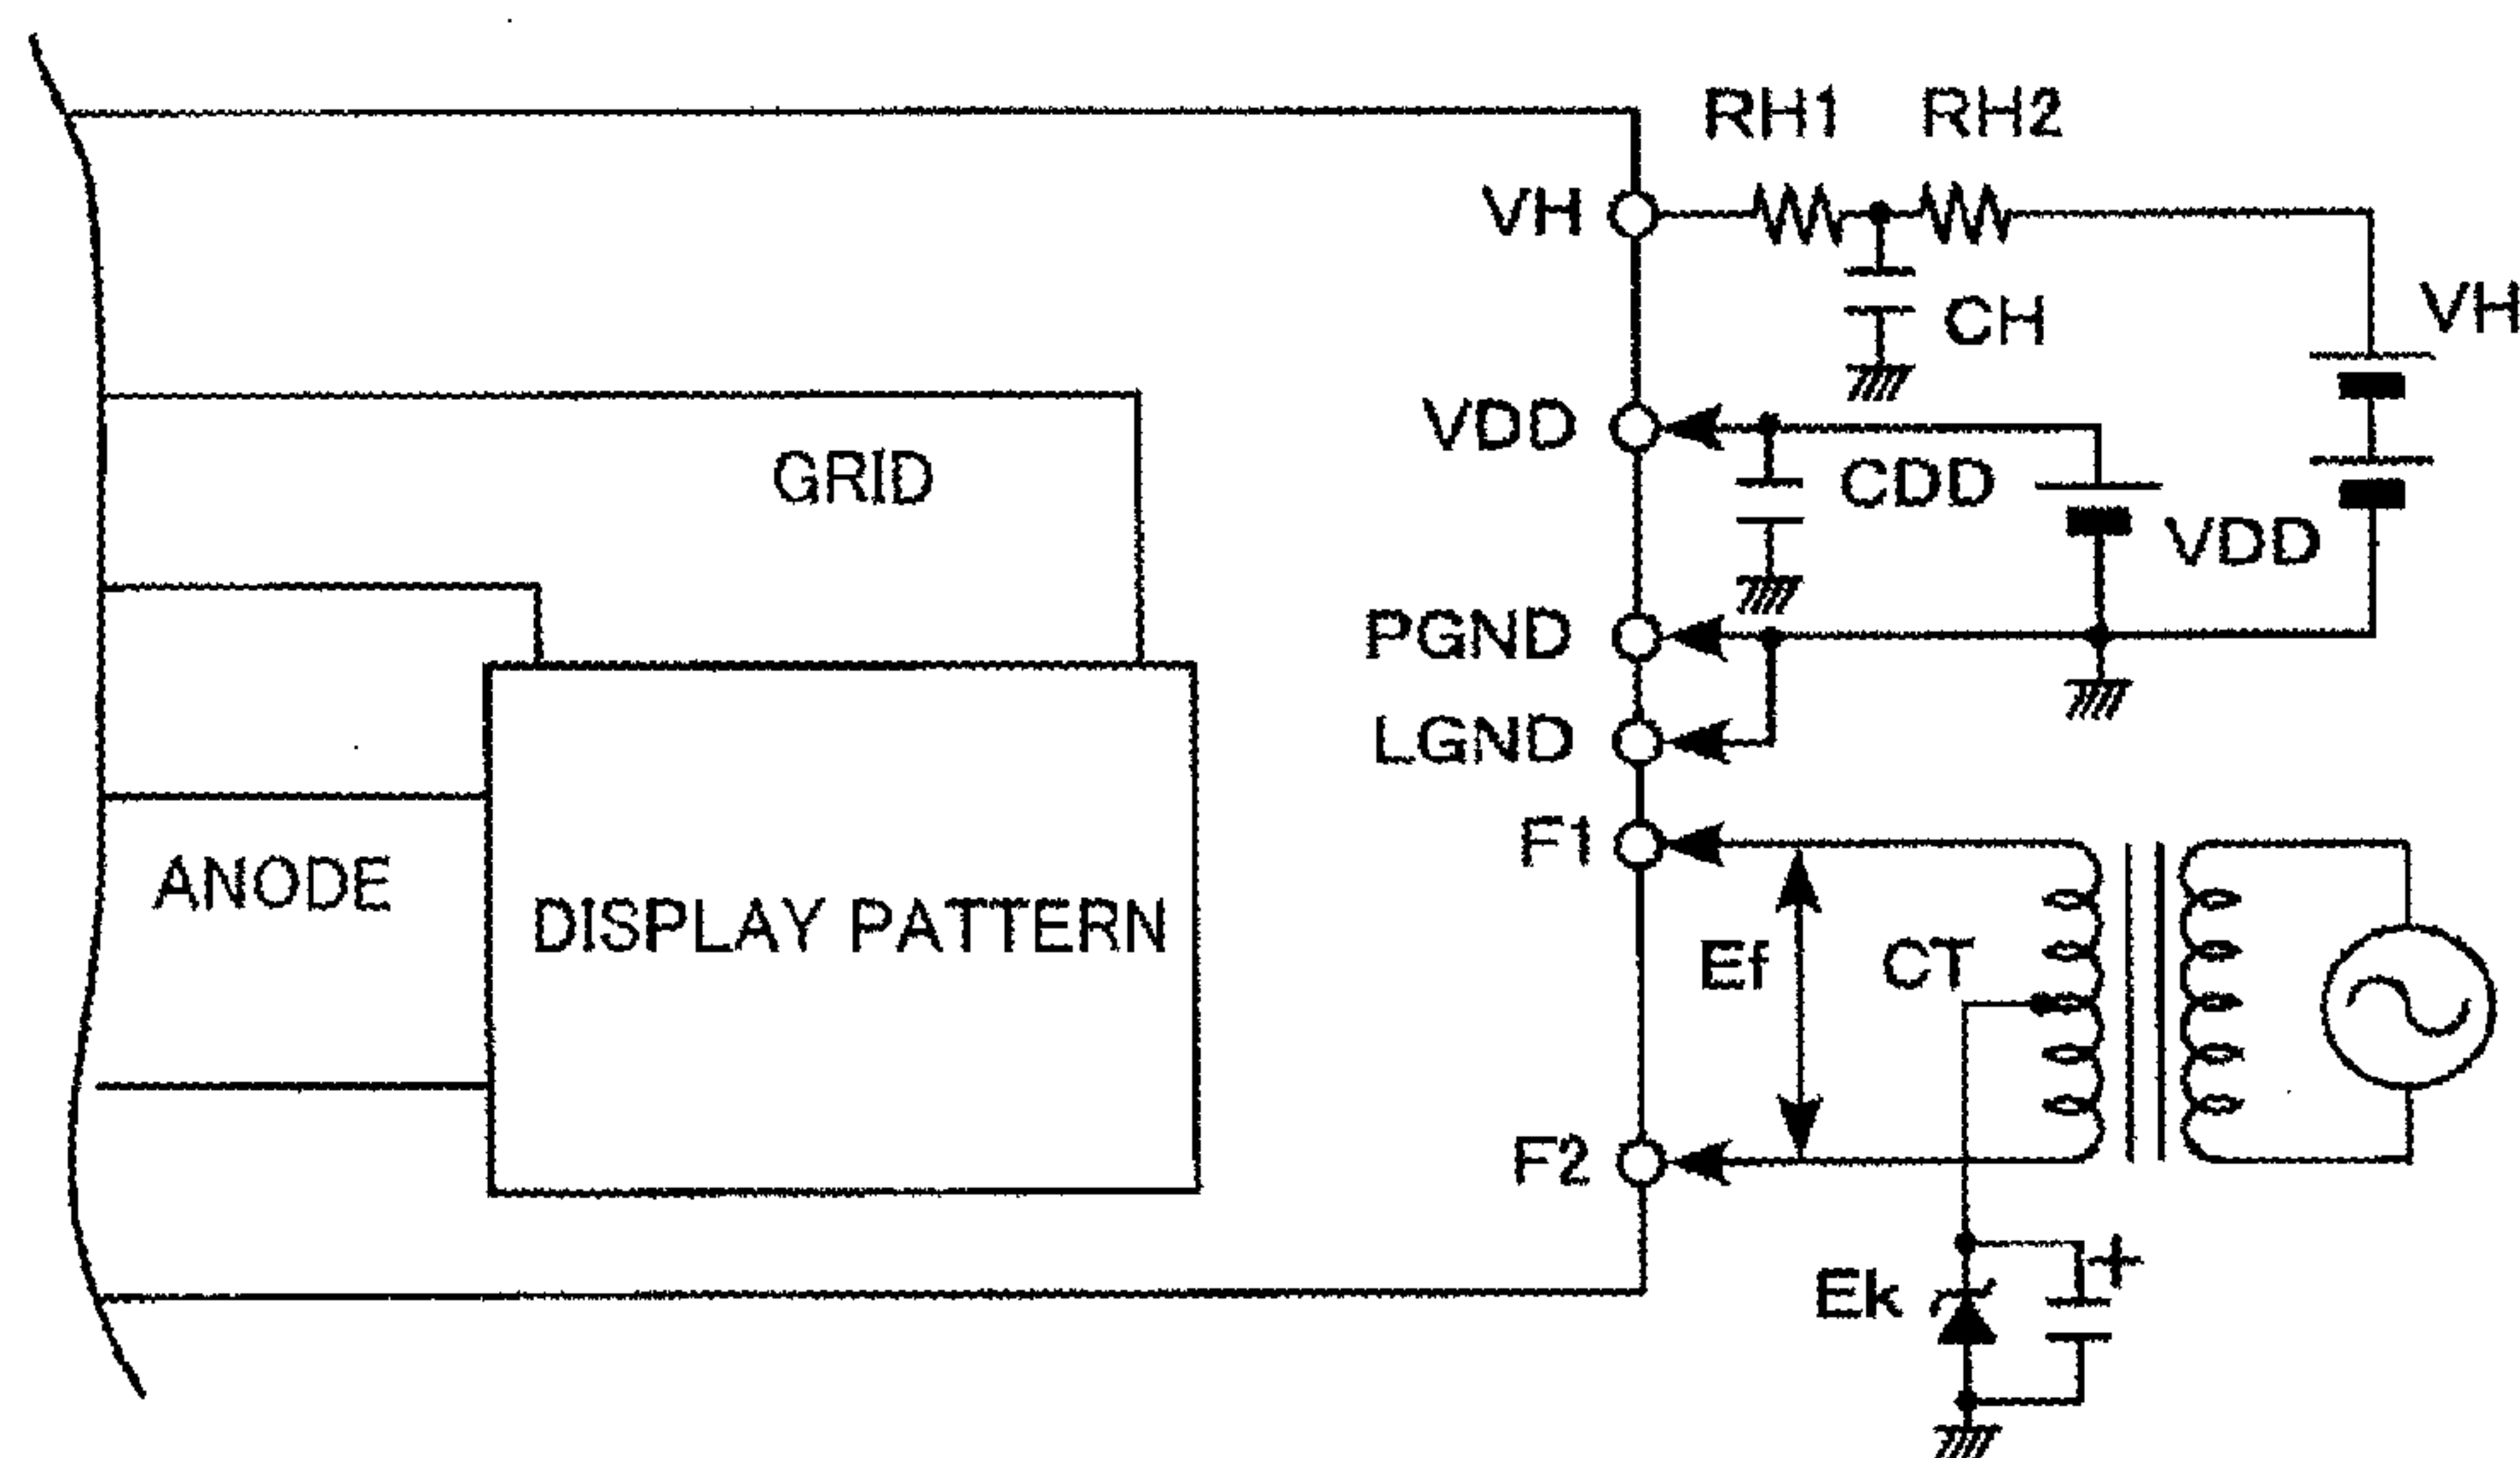 RH1 RH2
VH
CH
VH
VDD
GRID
CDD
VDD
PGND
LGND
F1
ANODE
DISPLAY PATTERN
Ef
CT
F2
+
Ek